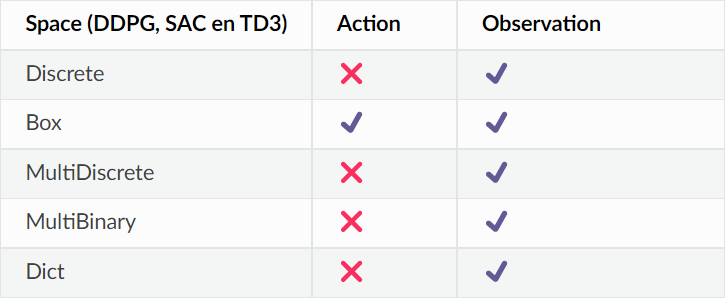 Space (DDPG, SAC en TD3) Action Observation
Discrete ❌ ✔
Box ✔ ✔
MultiDiscrete ❌ ✔
MultiBinary ❌ ✔
Dict ❌ ✔